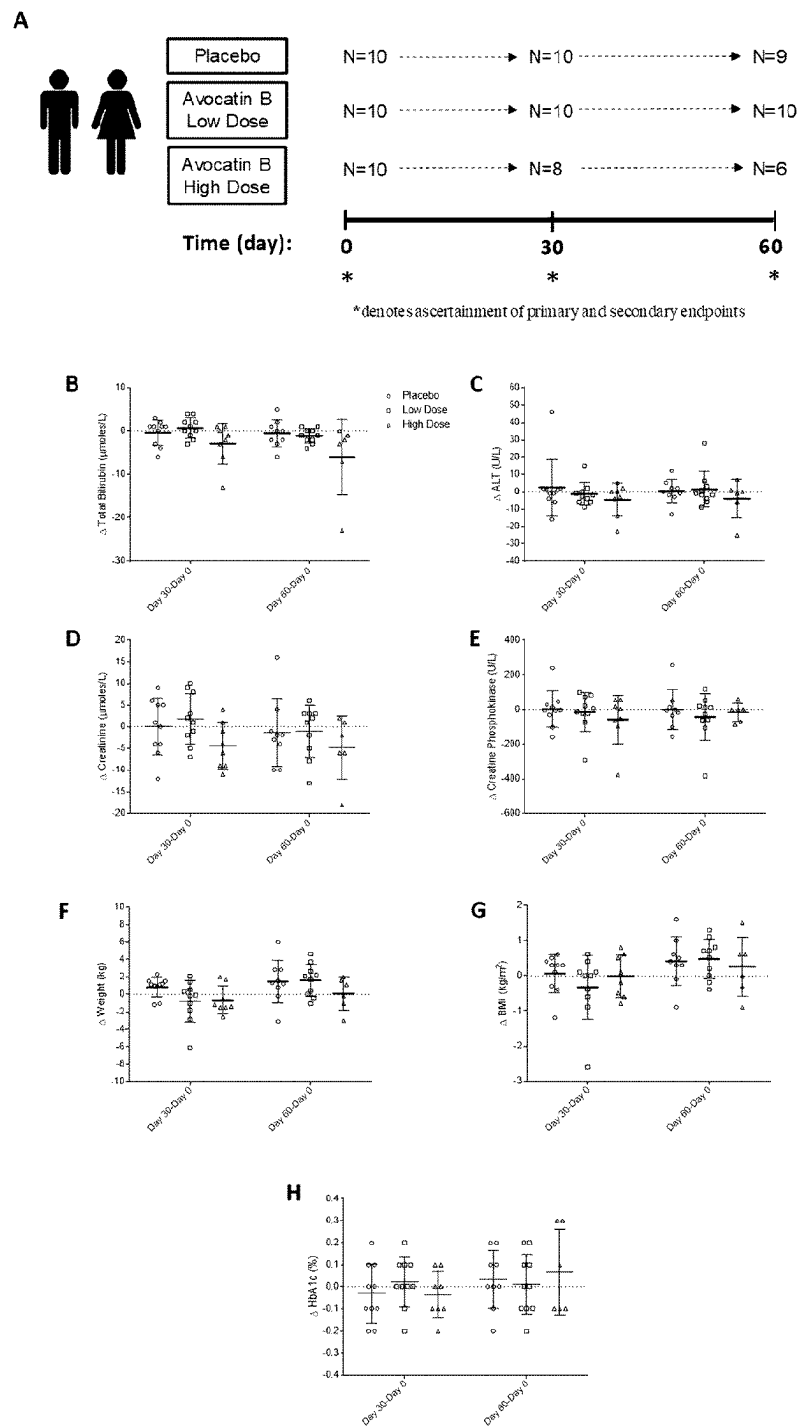 A
Placebo
N=10
N=10
N=9
Avocatin B
Low Dose
N=10
N=10
N=10
Avocatin B
High Dose
N=10
N=8
N=6
Time (day):
0
30
60
*
*
*
*denotes ascertainment of primary and secondary endpoints
B
Δ Total Bilirubin (µmoles/L)
10
0
-10
-20
-30
Day 30-Day 0
Day 60-Day 0
Placebo
Low Dose
High Dose
C
Δ ALT (U/L)
60
50
40
30
20
10
0
-10
-20
-30
-40
Day 30-Day 0
Day 60-Day 0
D
Δ Creatinine (µmoles/L)
20
15
10
5
0
-5
-10
-15
-20
Day 30-Day 0
Day 60-Day 0
E
Δ Creatine Phosphokinase (U/L)
400
200
0
-200
-400
-600
Day 30-Day 0
Day 60-Day 0
F
Δ Weight (kg)
10
8
6
4
2
0
-2
-4
-6
-8
-10
Day 30-Day 0
Day 60-Day 0
G
Δ BMI (kg/m²)
2
1
0
-1
-2
-3
Day 30-Day 0
Day 60-Day 0
H
Δ HbA1c (%)
0.4
0.3
0.2
0.1
0.0
-0.1
-0.2
-0.3
-0.4
Day 30-Day 0
Day 60-Day 0